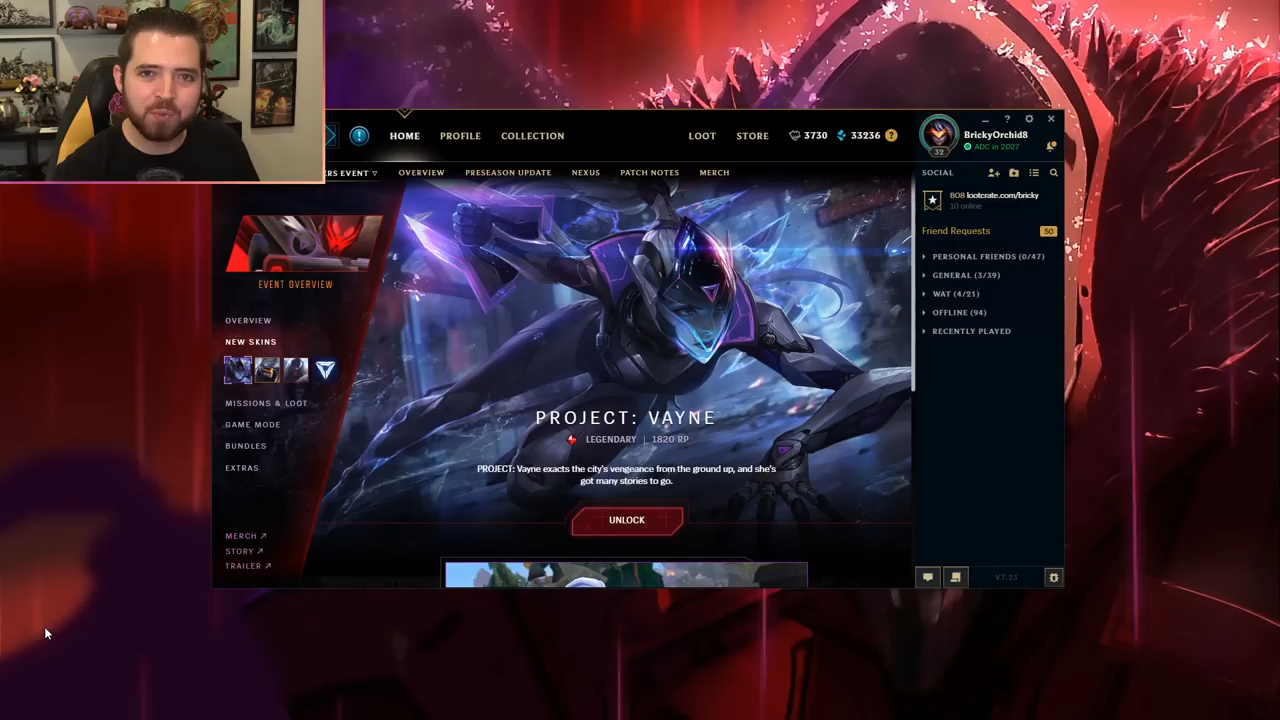 HOME
PROFILE
COLLECTION
LOOT
STORE
3730
33236
?
?
BrickyOrchid8
ADC in 2027
32
ERS EVENT
OVERVIEW
PRESEASON UPDATE
NEXUS
PATCH NOTES
MERCH
SOCIAL
BO8 lootcrate.com/bricky
10 online
Friend Requests
50
PERSONAL FRIENDS (0/47)
GENERAL (3/39)
WAT (4/21)
OFFLINE (94)
RECENTLY PLAYED
EVENT OVERVIEW
OVERVIEW
NEW SKINS
MISSIONS & LOOT
GAME MODE
BUNDLES
EXTRAS
MERCH
STORY
TRAILER
PROJECT: VAYNE
LEGENDARY | 1820 RP
PROJECT: Vayne exacts the city's vengeance from the ground up, and she's
got many stories to go.
UNLOCK
V7.23